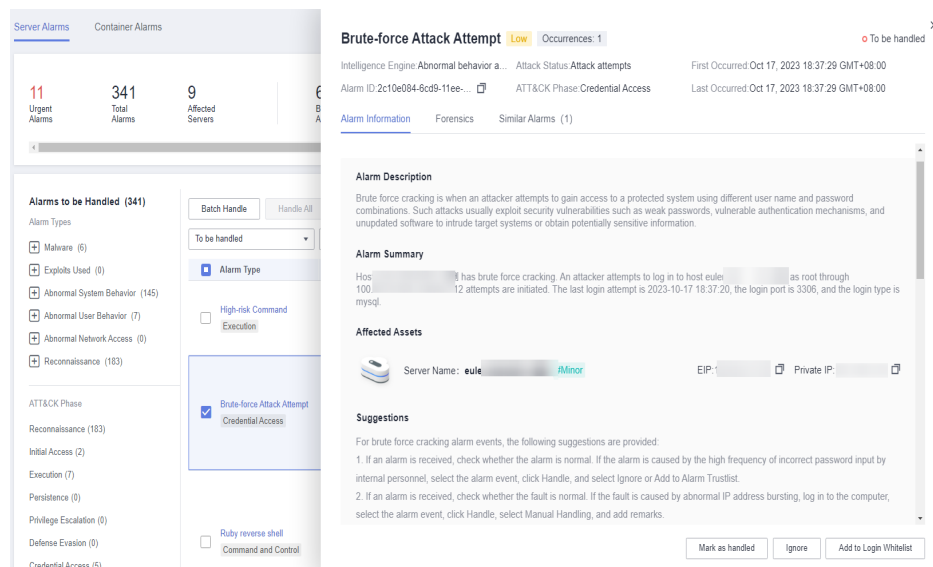 Server Alarms Container Alarms
11 341 9
Urgent Total Affected
Alarms Alarms Servers
Alarms to be Handled (341)
Alarm Types
Malware (6)
Exploits Used (0)
Abnormal System Behavior (145)
Abnormal User Behavior (7)
Abnormal Network Access (0)
Reconnaissance (183)
ATT&CK Phase
Reconnaissance (183)
Initial Access (2)
Execution (7)
Persistence (0)
Privilege Escalation (0)
Defense Evasion (0)
Credential Access (5)
Batch Handle Handle All
To be handled
Alarm Type
High-risk Command
Execution
Brute-force Attack Attempt
Credential Access
Ruby reverse shell
Command and Control
Brute-force Attack Attempt Low Occurrences: 1 To be handled
Intelligence Engine:Abnormal behavior a... Attack Status:Attack attempts First Occurred:Oct 17, 2023 18:37:29 GMT+08:00
Alarm ID:2c10e084-6cd9-11ee-... ATT&CK Phase:Credential Access Last Occurred:Oct 17, 2023 18:37:29 GMT+08:00
Alarm Information Forensics Similar Alarms (1)
Alarm Description
Brute force cracking is when an attacker attempts to gain access to a protected system using different user name and password
combinations. Such attacks usually exploit security vulnerabilities such as weak passwords, vulnerable authentication mechanisms, and
unupdated software to intrude target systems or obtain potentially sensitive information.
Alarm Summary
Hos has brute force cracking. An attacker attempts to log in to host euler as root through
100. 12 attempts are initiated. The last login attempt is 2023-10-17 18:37:20, the login port is 3306, and the login type is
mysql.
Affected Assets
Server Name: eule #Minor EIP: Private IP:
Suggestions
For brute force cracking alarm events, the following suggestions are provided:
1. If an alarm is received, check whether the alarm is normal. If the alarm is caused by the high frequency of incorrect password input by
internal personnel, select the alarm event, click Handle, and select Ignore or Add to Alarm Trustlist.
2. If an alarm is received, check whether the fault is normal. If the fault is caused by abnormal IP address bursting, log in to the computer,
select the alarm event, click Handle, select Manual Handling, and add remarks.
Mark as handled Ignore Add to Login Whitelist